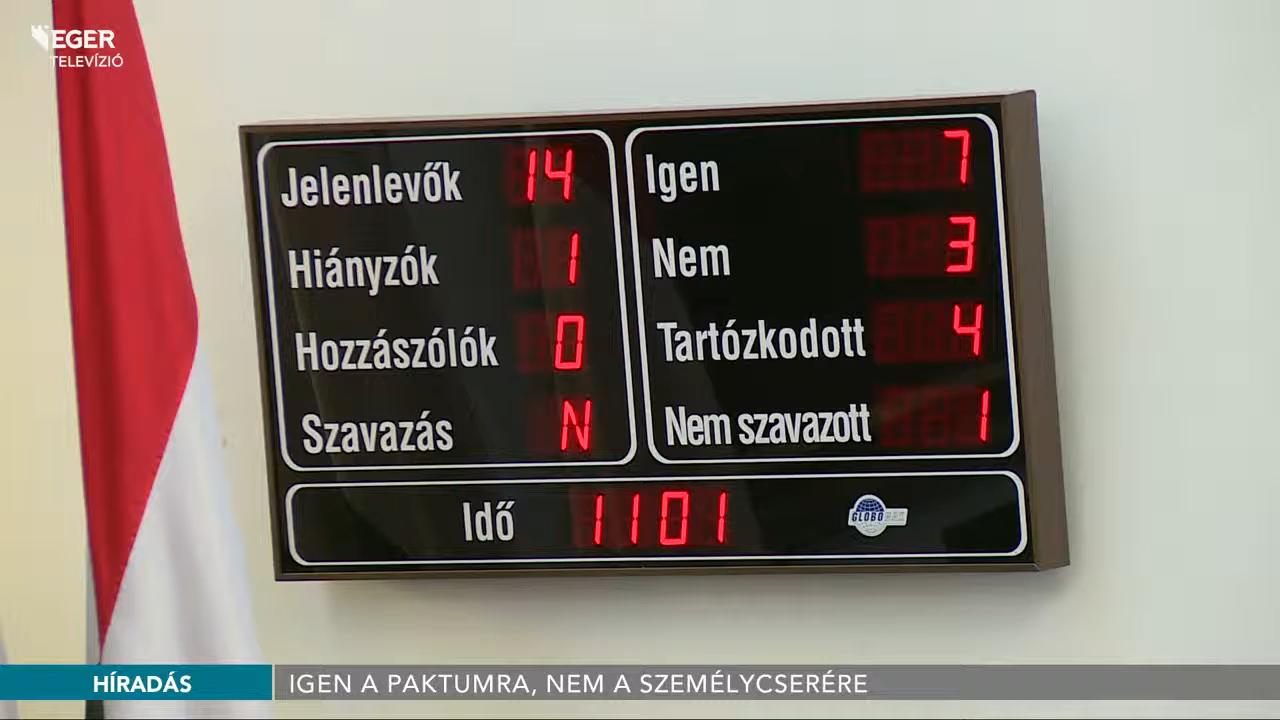 EGER
TELEVÍZIÓ
Jelenlevők 14
Hiányzók 1
Hozzászólók 0
Szavazás N
Igen 7
Nem 3
Tartózkodott 4
Nem szavazott 1
Idő 1101
HÍRADÁS
IGEN A PAKTUMRA, NEM A SZEMÉLYCSERÉRE